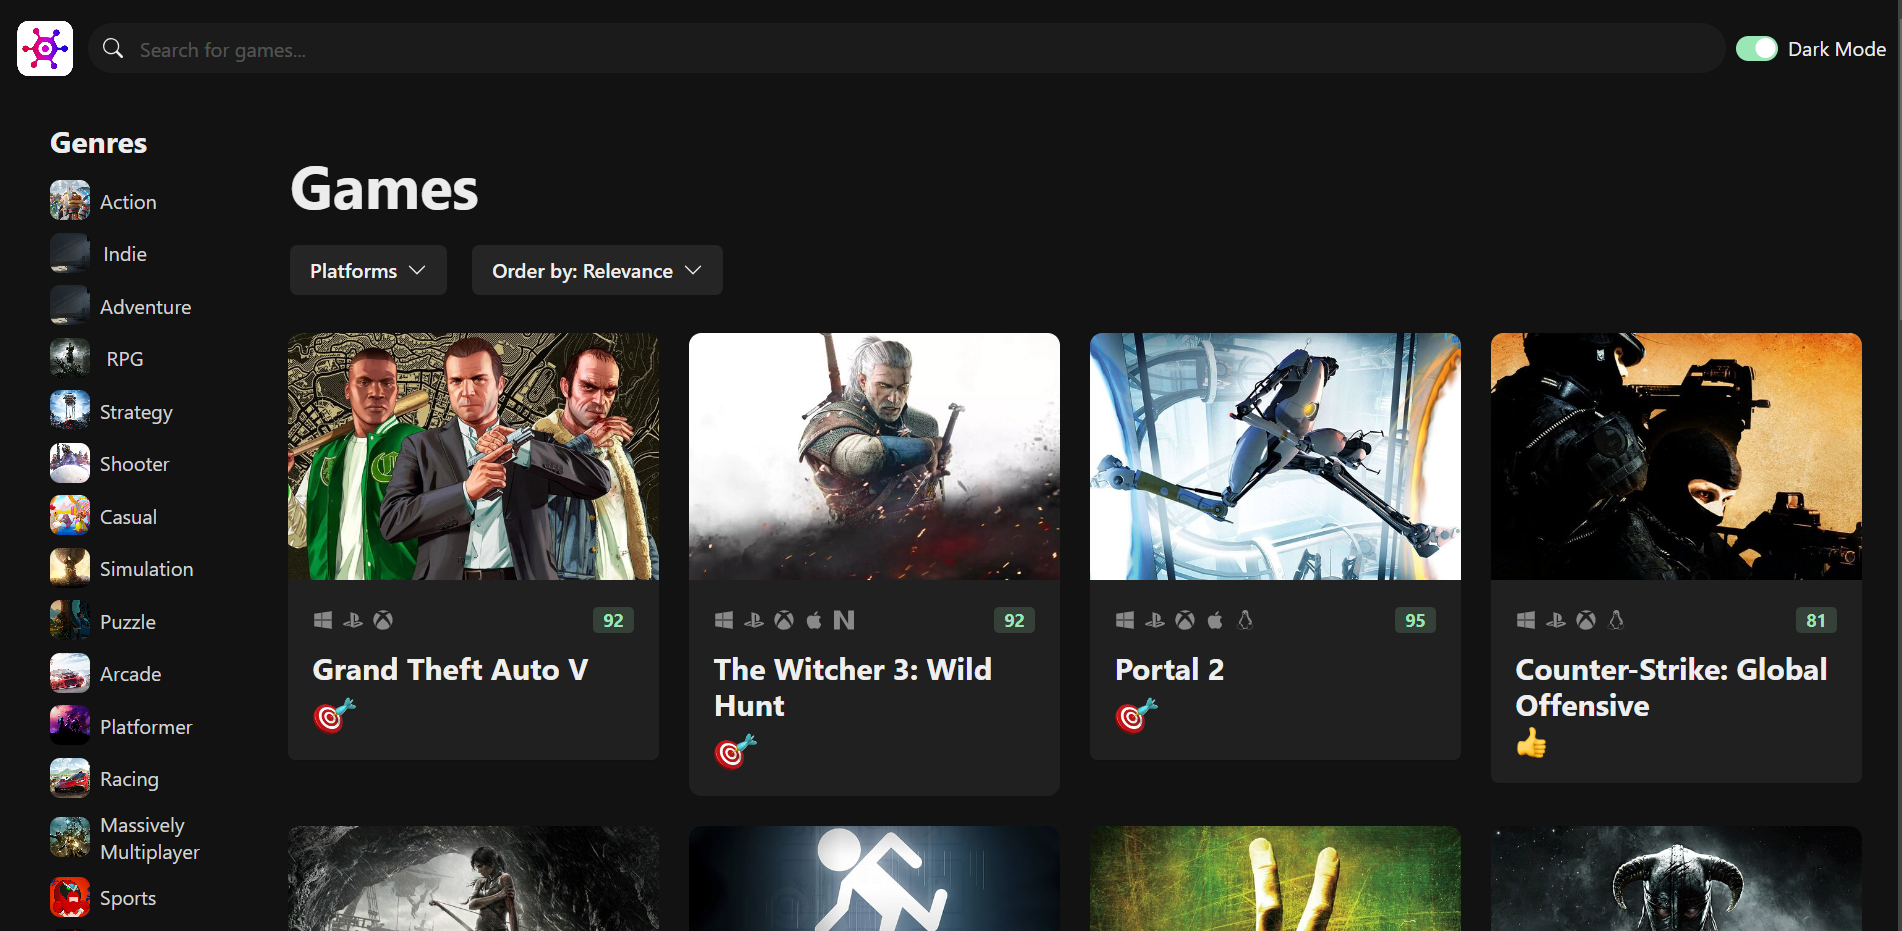 Search for games...
Dark Mode
Genres
Action
Indie
Adventure
RPG
Strategy
Shooter
Casual
Simulation
Puzzle
Arcade
Platformer
Racing
Massively
Multiplayer
Sports
Games
Platforms
Order by: Relevance
92
Grand Theft Auto V
92
The Witcher 3: Wild
Hunt
95
Portal 2
81
Counter-Strike: Global
Offensive